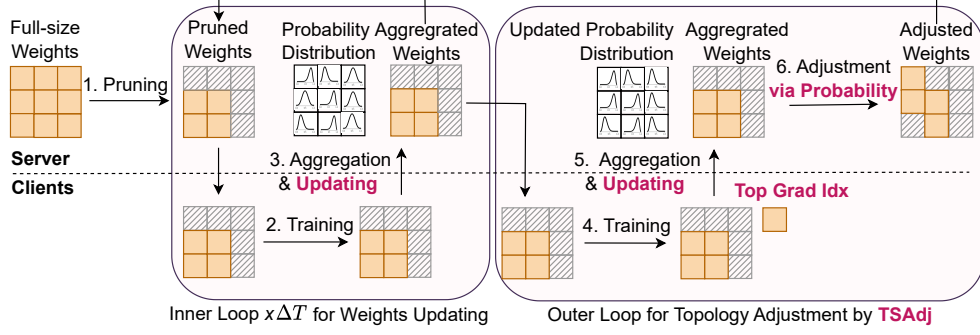 Full-size
Weights
1. Pruning
Pruned
Weights
Probability
Distribution
Aggregrated
Weights
Updated Probability
Distribution
Aggregrated
Weights
6. Adjustment
via Probability
Adjusted
Weights
Server
Clients
3. Aggregation
& Updating
5. Aggregation
& Updating
Top Grad Idx
2. Training
4. Training
Inner Loop xΔT for Weights Updating
Outer Loop for Topology Adjustment by TSAdj